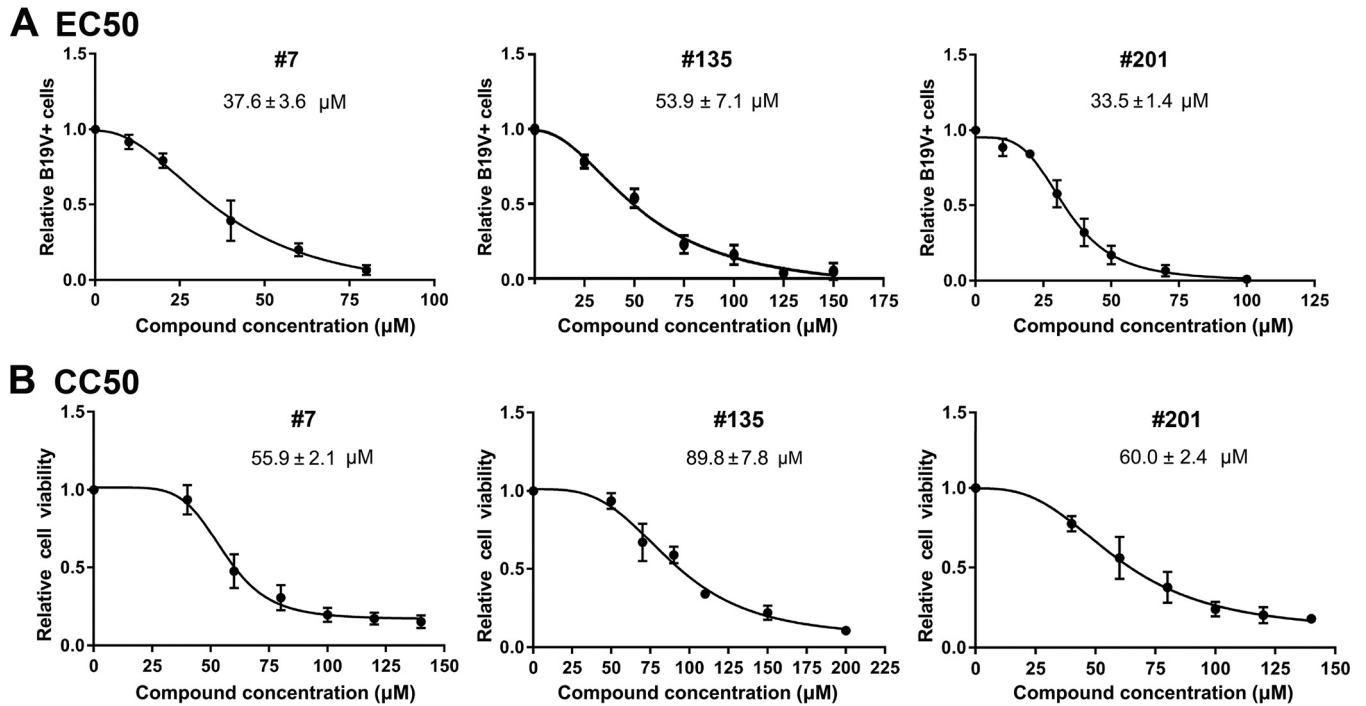 A EC50
#7
37.6 ± 3.6 µM
Relative B19V+ cells
1.5
1.0
0.5
0.0
0 25 50 75 100
Compound concentration (µM)
#135
53.9 ± 7.1 µM
Relative B19V+ cells
1.5
1.0
0.5
0.0
25 50 75 100 125 150 175
Compound concentration (µM)
#201
33.5 ± 1.4 µM
Relative B19V+ cells
1.5
1.0
0.5
0.0
0 25 50 75 100 125
Compound concentration (µM)
B CC50
#7
55.9 ± 2.1 µM
Relative cell viability
1.5
1.0
0.5
0.0
0 25 50 75 100 125 150
Compound concentration (µM)
#135
89.8 ± 7.8 µM
Relative cell viability
1.5
1.0
0.5
0.0
0 25 50 75 100 125 150 175 200 225
Compound concentration (µM)
#201
60.0 ± 2.4 µM
Relative cell viability
1.5
1.0
0.5
0.0
0 25 50 75 100 125 150
Compound concentration (µM)